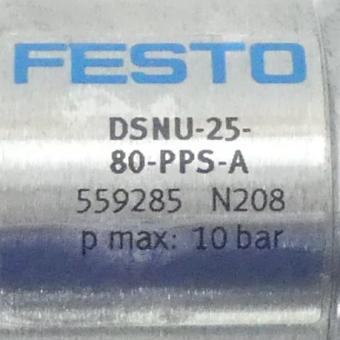 FESTO
DSNU-25-
80-PPS-A
559285 N208
p max: 10 bar